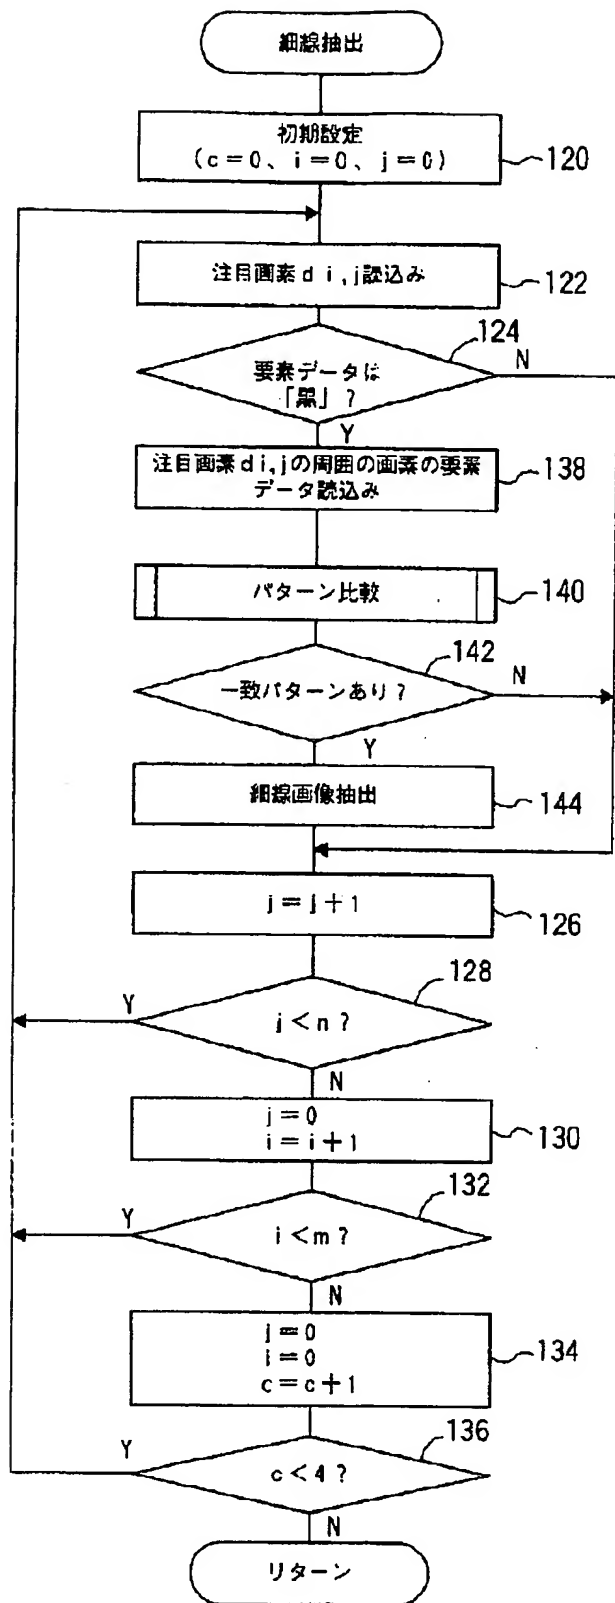 細線抽出
初期設定
(c=0、i=0、j=0)
120
注目画素di,j読込み
122
124
要素データは
「黒」?
N
Y
注目画素di,jの周囲の画素の要素
データ読込み
138
パターン比較
140
142
一致パターンあり?
N
Y
細線画像抽出
144
j=j+1
126
128
Y
j<n?
N
j=0
i=i+1
130
132
Y
i<m?
N
j=0
i=0
c=c+1
134
136
Y
c<4?
N
リターン